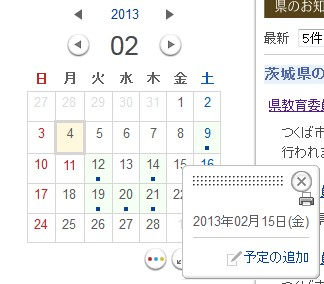 2013
02
日 月 火 水 木 金 土
27 28 29 30 31 1 2
3 4 5 6 7 8 9
10 11 12 13 14 15 16
17 18 19 20 21
24 25 26 27 28
県のお知
最新 5件
茨城県の
県教育委員
つくば市
行われま
2013年02月15日(金)
予定の追加